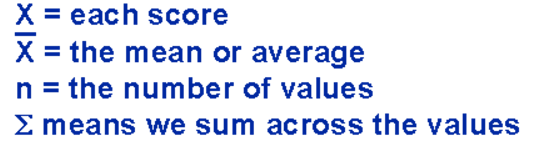 X = each score
X̅ = the mean or average
n = the number of values
Σ means we sum across the values